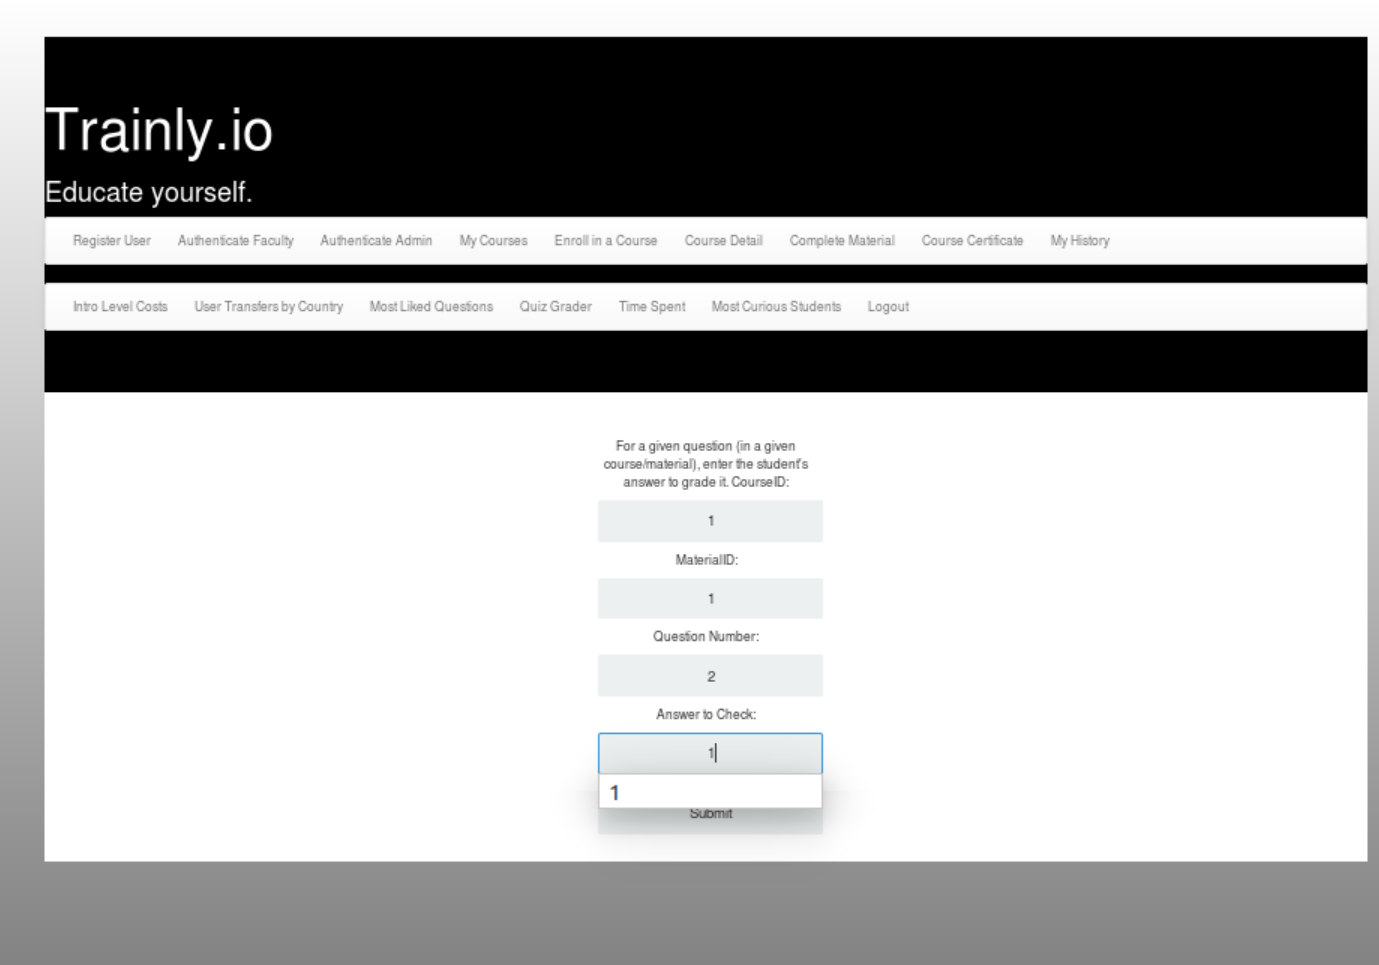 Trainly.io
Educate yourself.
Register User Authenticate Faculty Authenticate Admin My Courses Enroll in a Course Course Detail Complete Material Course Certificate My History
Intro Level Costs User Transfers by Country Most Liked Questions Quiz Grader Time Spent Most Curious Students Logout
For a given question (in a given
course/material), enter the student's
answer to grade it. CourseID:
1
MaterialID:
1
Question Number:
2
Answer to Check:
1
1
Submit